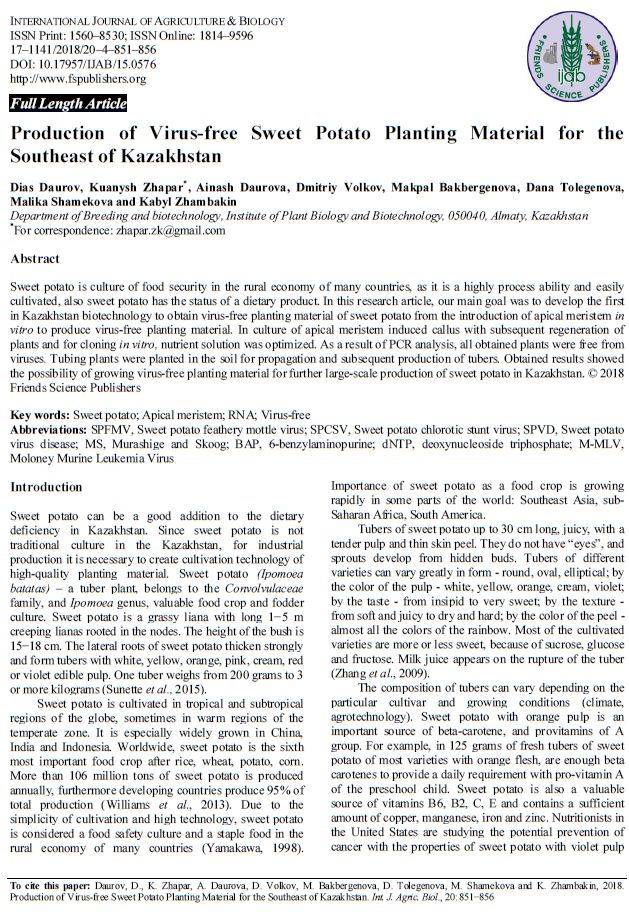 INTERNATIONAL JOURNAL OF AGRICULTURE & BIOLOGY
ISSN Print: 1560–8530; ISSN Online: 1814–9596
17–1141/2018/20–4–851–856
DOI: 10.17957/IJAB/15.0576
http://www.fspublishers.org
FRIENDS SCIENCE PUBLISHERS
ijab
Full Length Article
Production of Virus-free Sweet Potato Planting Material for the
Southeast of Kazakhstan
Dias Daurov, Kuanysh Zhapar*, Ainash Daurova, Dmitriy Volkov, Makpal Bakbergenova, Dana Tolegenova,
Malika Shamekova and Kabyl Zhambakin
Department of Breeding and biotechnology, Institute of Plant Biology and Biotechnology, 050040, Almaty, Kazakhstan
*For correspondence: zhapar.zk@gmail.com
Abstract
Sweet potato is culture of food security in the rural economy of many countries, as it is a highly process ability and easily
cultivated, also sweet potato has the status of a dietary product. In this research article, our main goal was to develop the first
in Kazakhstan biotechnology to obtain virus-free planting material of sweet potato from the introduction of apical meristem in
vitro to produce virus-free planting material. In culture of apical meristem induced callus with subsequent regeneration of
plants and for cloning in vitro, nutrient solution was optimized. As a result of PCR analysis, all obtained plants were free from
viruses. Tubing plants were planted in the soil for propagation and subsequent production of tubers. Obtained results showed
the possibility of growing virus-free planting material for further large-scale production of sweet potato in Kazakhstan. © 2018
Friends Science Publishers
Key words: Sweet potato; Apical meristem; RNA; Virus-free
Abbreviations: SPFMV, Sweet potato feathery mottle virus; SPCSV, Sweet potato chlorotic stunt virus; SPVD, Sweet potato
virus disease; MS, Murashige and Skoog; BAP, 6-benzylaminopurine; dNTP, deoxynucleoside triphosphate; M-MLV,
Moloney Murine Leukemia Virus
Introduction
Sweet potato can be a good addition to the dietary
deficiency in Kazakhstan. Since sweet potato is not
traditional culture in the Kazakhstan, for industrial
production it is necessary to create cultivation technology of
high-quality planting material. Sweet potato (Ipomoea
batatas) – a tuber plant, belongs to the Convolvulaceae
family, and Ipomoea genus, valuable food crop and fodder
culture. Sweet potato is a grassy liana with long 1–5 m
creeping lianas rooted in the nodes. The height of the bush is
15–18 cm. The lateral roots of sweet potato thicken strongly
and form tubers with white, yellow, orange, pink, cream, red
or violet edible pulp. One tuber weighs from 200 grams to 3
or more kilograms (Sunette et al., 2015).
Sweet potato is cultivated in tropical and subtropical
regions of the globe, sometimes in warm regions of the
temperate zone. It is especially widely grown in China,
India and Indonesia. Worldwide, sweet potato is the sixth
most important food crop after rice, wheat, potato, corn.
More than 106 million tons of sweet potato is produced
annually, furthermore developing countries produce 95% of
total production (Williams et al., 2013). Due to the
simplicity of cultivation and high technology, sweet potato
is considered a food safety culture and a staple food in the
rural economy of many countries (Yamakawa, 1998).
Importance of sweet potato as a food crop is growing
rapidly in some parts of the world: Southeast Asia, sub-
Saharan Africa, South America.
Tubers of sweet potato up to 30 cm long, juicy, with a
tender pulp and thin skin peel. They do not have “eyes”, and
sprouts develop from hidden buds. Tubers of different
varieties can vary greatly in form - round, oval, elliptical; by
the color of the pulp - white, yellow, orange, cream, violet;
by the taste - from insipid to very sweet; by the texture -
from soft and juicy to dry and hard; by the color of the peel -
almost all the colors of the rainbow. Most of the cultivated
varieties are more or less sweet, because of sucrose, glucose
and fructose. Milk juice appears on the rupture of the tuber
(Zhang et al., 2009).
The composition of tubers can vary depending on the
particular cultivar and growing conditions (climate,
agrotechnology). Sweet potato with orange pulp is an
important source of beta-carotene, and provitamins of A
group. For example, in 125 grams of fresh tubers of sweet
potato of most varieties with orange flesh, are enough beta
carotenes to provide a daily requirement with pro-vitamin A
of the preschool child. Sweet potato is also a valuable
source of vitamins B6, B2, C, E and contains a sufficient
amount of copper, manganese, iron and zinc. Nutritionists in
the United States are studying the potential prevention of
cancer with the properties of sweet potato with violet pulp
To cite this paper: Daurov, D., K. Zhapar, A. Daurova, D. Volkov, M. Bakbergenova, D. Tolegenova, M. Shamekova and K. Zhambakin, 2018.
Production of Virus-free Sweet Potato Planting Material for the Southeast of Kazakhstan. Int. J. Agric. Biol., 20: 851–856